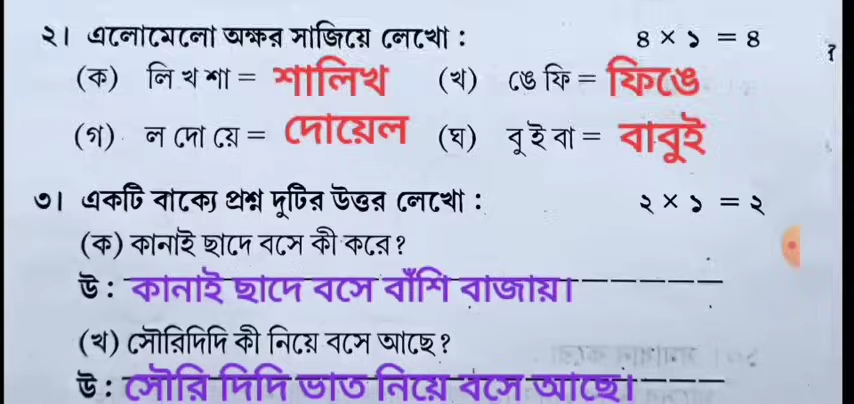 ২। এলোমেলো অক্ষর সাজিয়ে লেখো : ৪ × ১ = ৪
(ক) লি খ শা = শালিখ (খ) ঙে ফি = ফিঙে
(গ) ল দো য়ে = দোয়েল (ঘ) বু ই বা = বাবুই
৩। একটি বাক্যে প্রশ্ন দুটির উত্তর লেখো : ২ × ১ = ২
(ক) কানাই ছাদে বসে কী করে?
উ : কানাই ছাদে বসে বাঁশি বাজায়।
(খ) সৌরিদিদি কী নিয়ে বসে আছে?
উ : সৌরি দিদি ভাত নিয়ে বসে আছে।